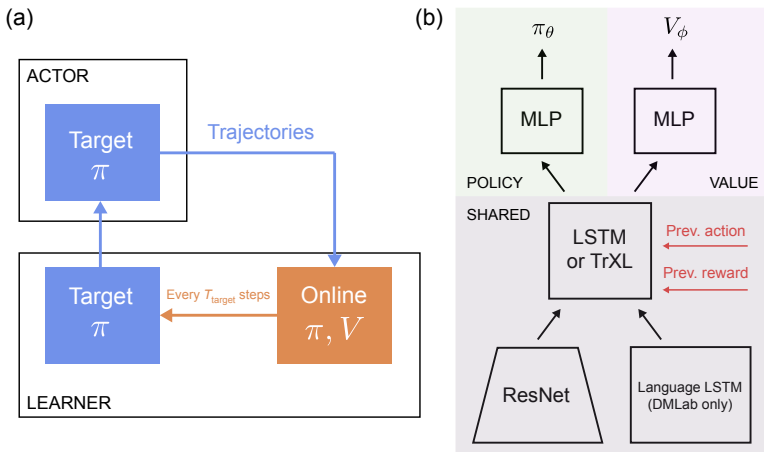 (a)
ACTOR
Target
π
Trajectories
Target
π
Every T_target steps
Online
π, V
LEARNER
(b)
π_θ
V_ϕ
MLP
MLP
POLICY
VALUE
SHARED
LSTM
or TrXL
Prev. action
Prev. reward
ResNet
Language LSTM
(DMLab only)